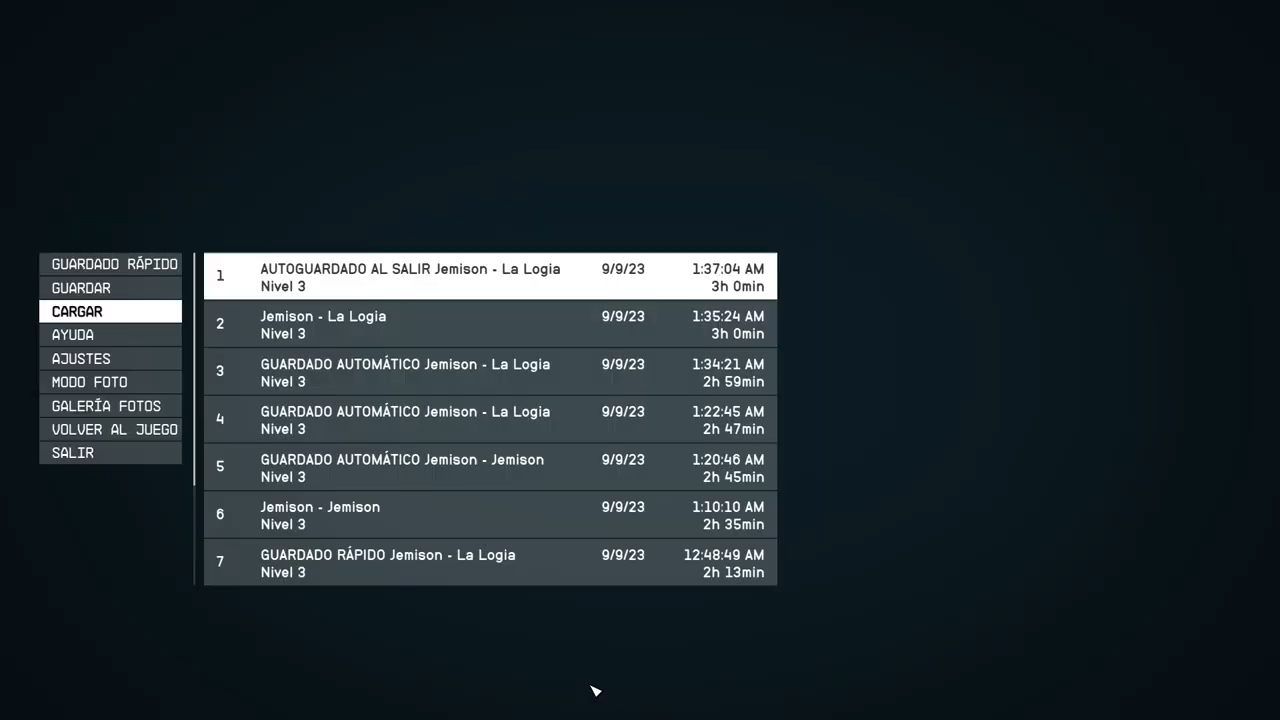 GUARDADO RÁPIDO
GUARDAR
CARGAR
AYUDA
AJUSTES
MODO FOTO
GALERÍA FOTOS
VOLVER AL JUEGO
SALIR
1 AUTOGUARDADO AL SALIR Jemison - La Logia 9/9/23 1:37:04 AM
Nivel 3 3h 0min
2 Jemison - La Logia 9/9/23 1:35:24 AM
Nivel 3 3h 0min
3 GUARDADO AUTOMÁTICO Jemison - La Logia 9/9/23 1:34:21 AM
Nivel 3 2h 59min
4 GUARDADO AUTOMÁTICO Jemison - La Logia 9/9/23 1:22:45 AM
Nivel 3 2h 47min
5 GUARDADO AUTOMÁTICO Jemison - Jemison 9/9/23 1:20:46 AM
Nivel 3 2h 45min
6 Jemison - Jemison 9/9/23 1:10:10 AM
Nivel 3 2h 35min
7 GUARDADO RÁPIDO Jemison - La Logia 9/9/23 12:48:49 AM
Nivel 3 2h 13min